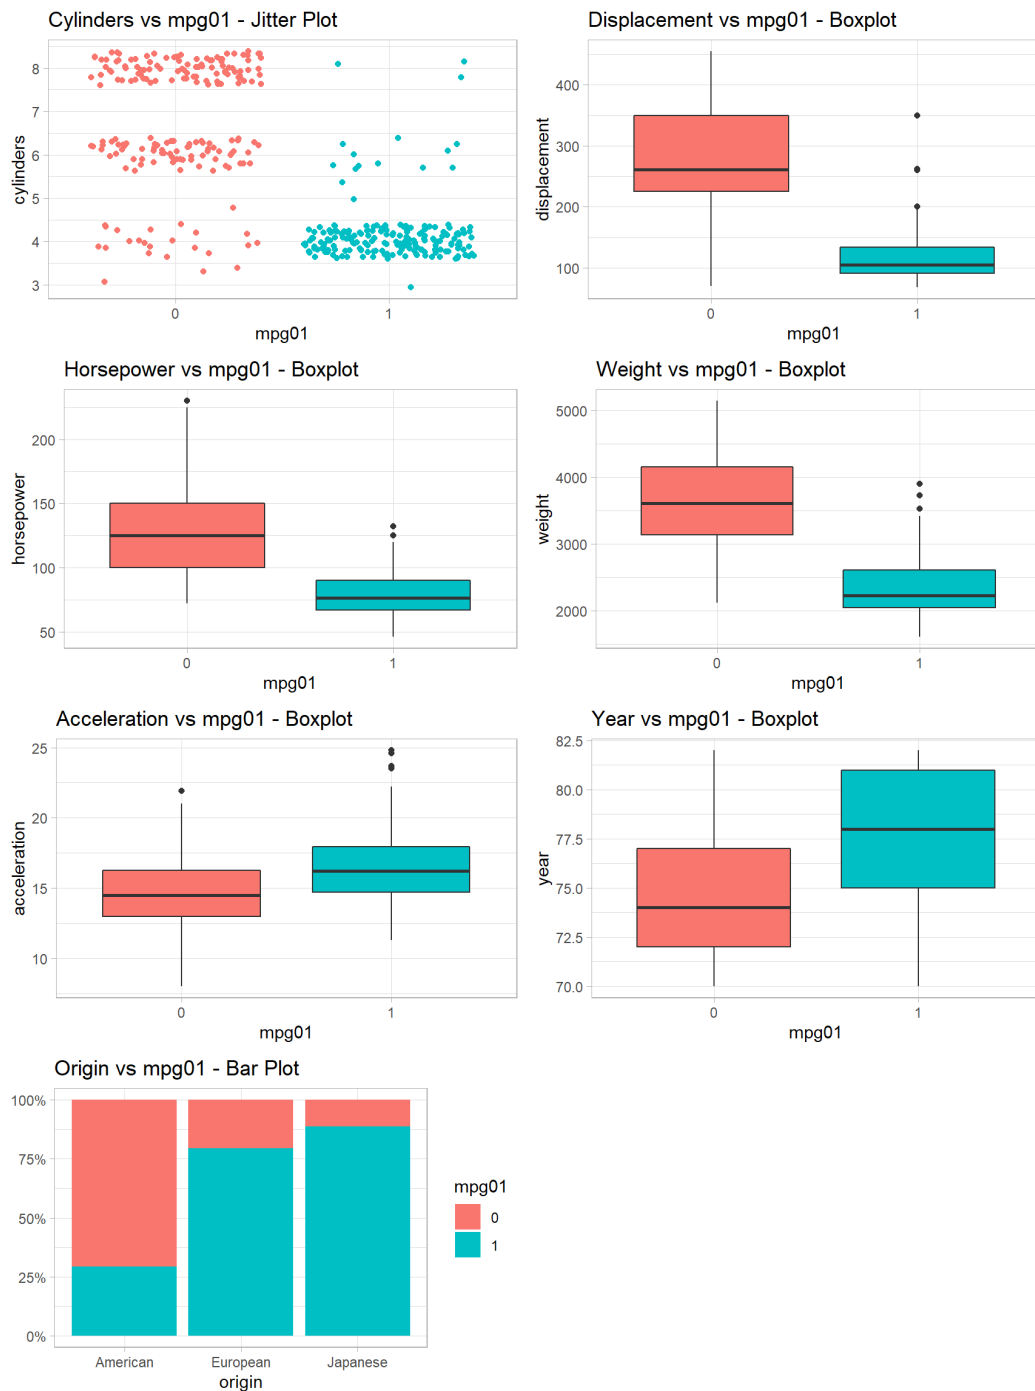 Cylinders vs mpg01 - Jitter Plot
cylinders
8
7
6
5
4
3
0 1
mpg01
Displacement vs mpg01 - Boxplot
displacement
400
300
200
100
0 1
mpg01
Horsepower vs mpg01 - Boxplot
horsepower
200
150
100
50
0 1
mpg01
Weight vs mpg01 - Boxplot
weight
5000
4000
3000
2000
0 1
mpg01
Acceleration vs mpg01 - Boxplot
acceleration
25
20
15
10
0 1
mpg01
Year vs mpg01 - Boxplot
year
82.5
80.0
77.5
75.0
72.5
70.0
0 1
mpg01
Origin vs mpg01 - Bar Plot
100%
75%
50%
25%
0%
American European Japanese
origin
mpg01
0
1